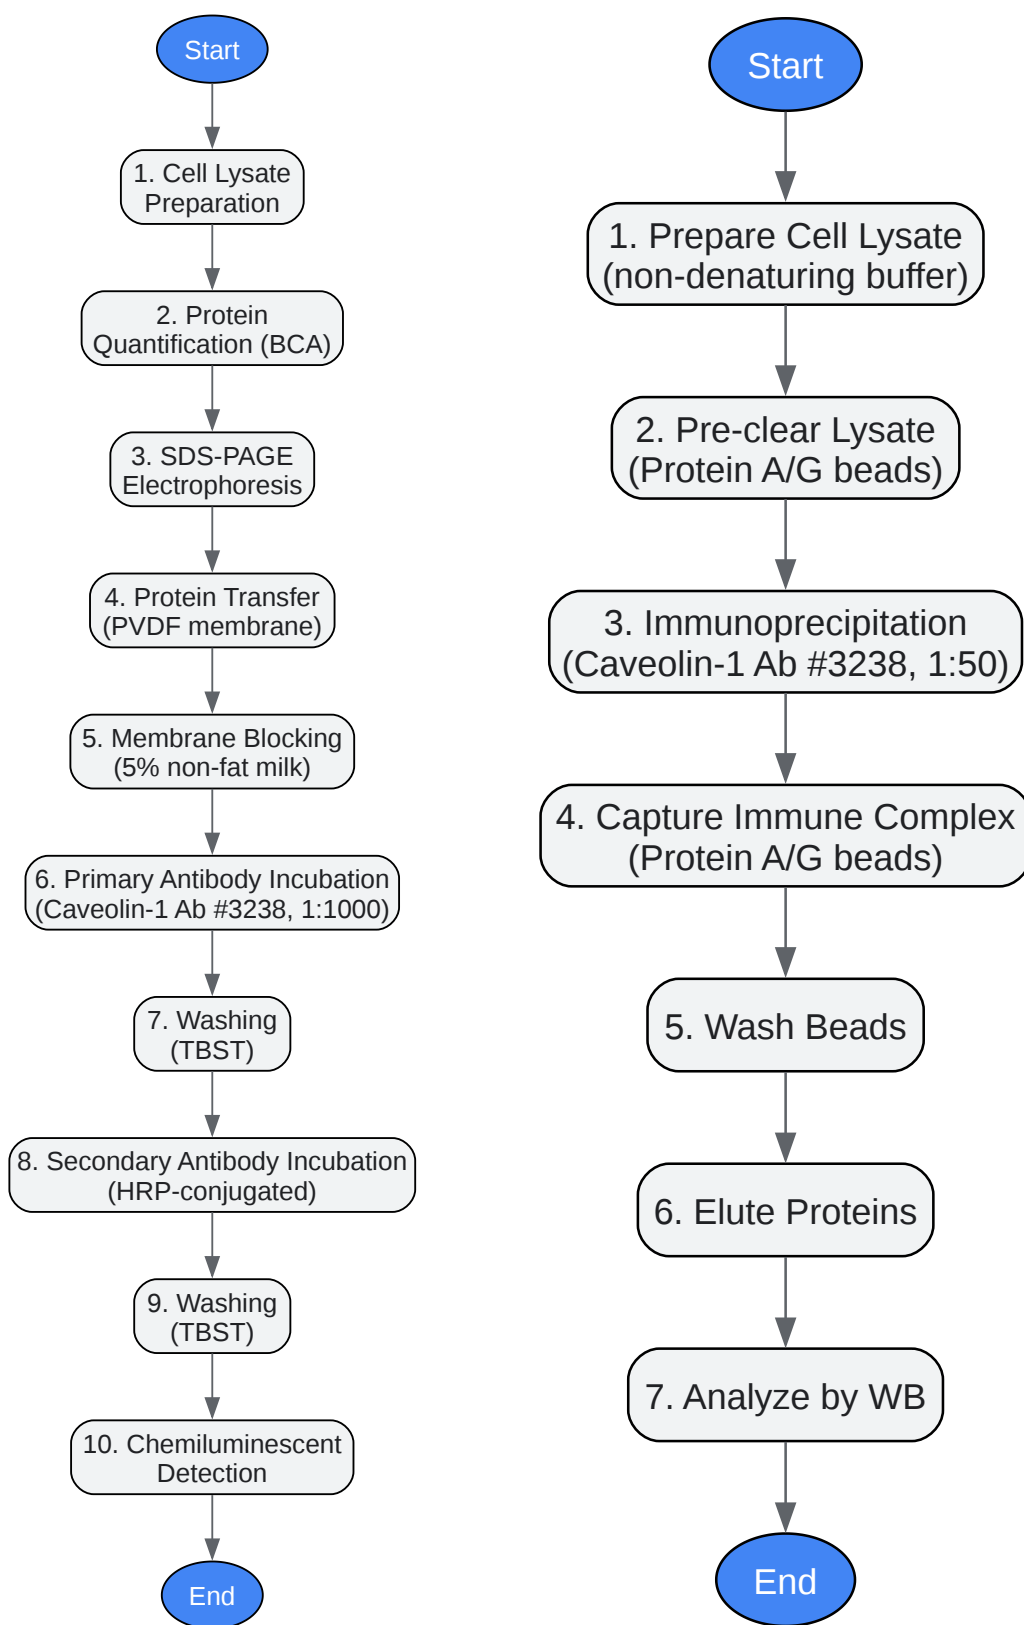 Start
1. Cell Lysate
Preparation
2. Protein
Quantification (BCA)
3. SDS-PAGE
Electrophoresis
4. Protein Transfer
(PVDF membrane)
5. Membrane Blocking
(5% non-fat milk)
6. Primary Antibody Incubation
(Caveolin-1 Ab #3238, 1:1000)
7. Washing
(TBST)
8. Secondary Antibody Incubation
(HRP-conjugated)
9. Washing
(TBST)
10. Chemiluminescent
Detection
End
Start
1. Prepare Cell Lysate
(non-denaturing buffer)
2. Pre-clear Lysate
(Protein A/G beads)
3. Immunoprecipitation
(Caveolin-1 Ab #3238, 1:50)
4. Capture Immune Complex
(Protein A/G beads)
5. Wash Beads
6. Elute Proteins
7. Analyze by WB
End